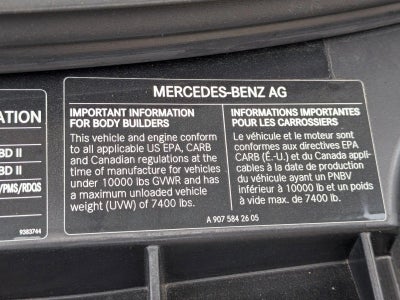 MERCEDES-BENZ AG
IMPORTANT INFORMATION
FOR BODY BUILDERS
This vehicle and engine conform
to all applicable US EPA, CARB
and Canadian regulations at the
time of manufacture for vehicles
under 10000 lbs GVWR and has
a maximum unloaded vehicle
weight (UVW) of 7400 lbs.
INFORMATIONS IMPORTANTES
POUR LES CARROSSIERS
Le véhicule et le moteur sont
conformes aux directives EPA
CARB (É.-U.) et du Canada appli-
cables à la date de production
du véhicule ayant un PNBV
inférieur à 10000 lb et un poids
à vide max. de 7400 lb.
A 907 584 26 05
ATION
BD II
BD II
/PMS/RDQS
9383744